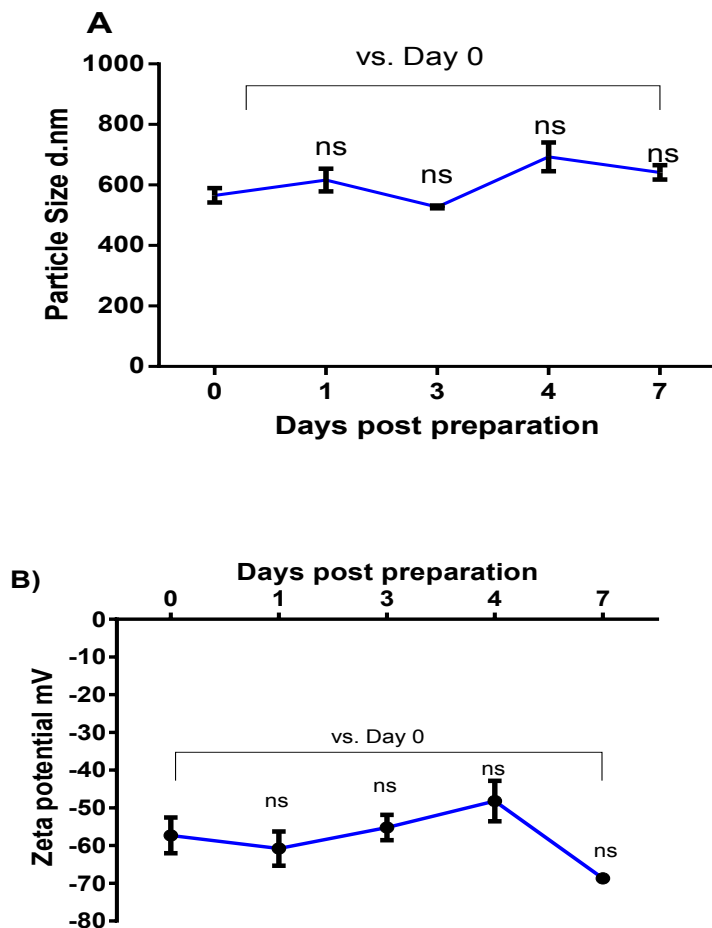 A
vs. Day 0
1000
800
600
400
200
0
Particle Size d.nm
ns
ns
ns
ns
0 1 3 4 7
Days post preparation
B)
Days post preparation
0 1 3 4 7
0
-10
-20
-30
-40
-50
-60
-70
-80
Zeta potential mV
vs. Day 0
ns
ns
ns
ns